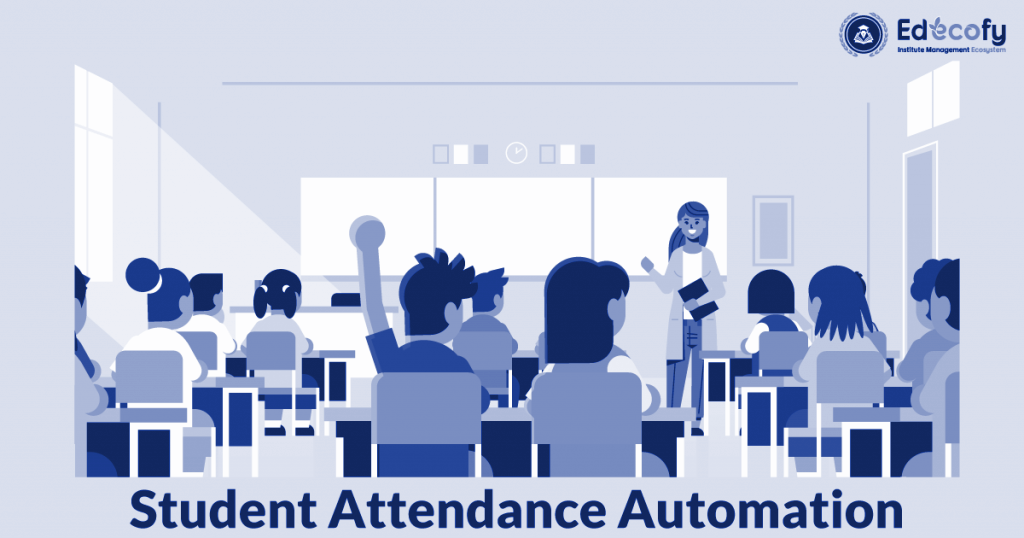 Edecofy
Institute Management Ecosystem
Student Attendance Automation